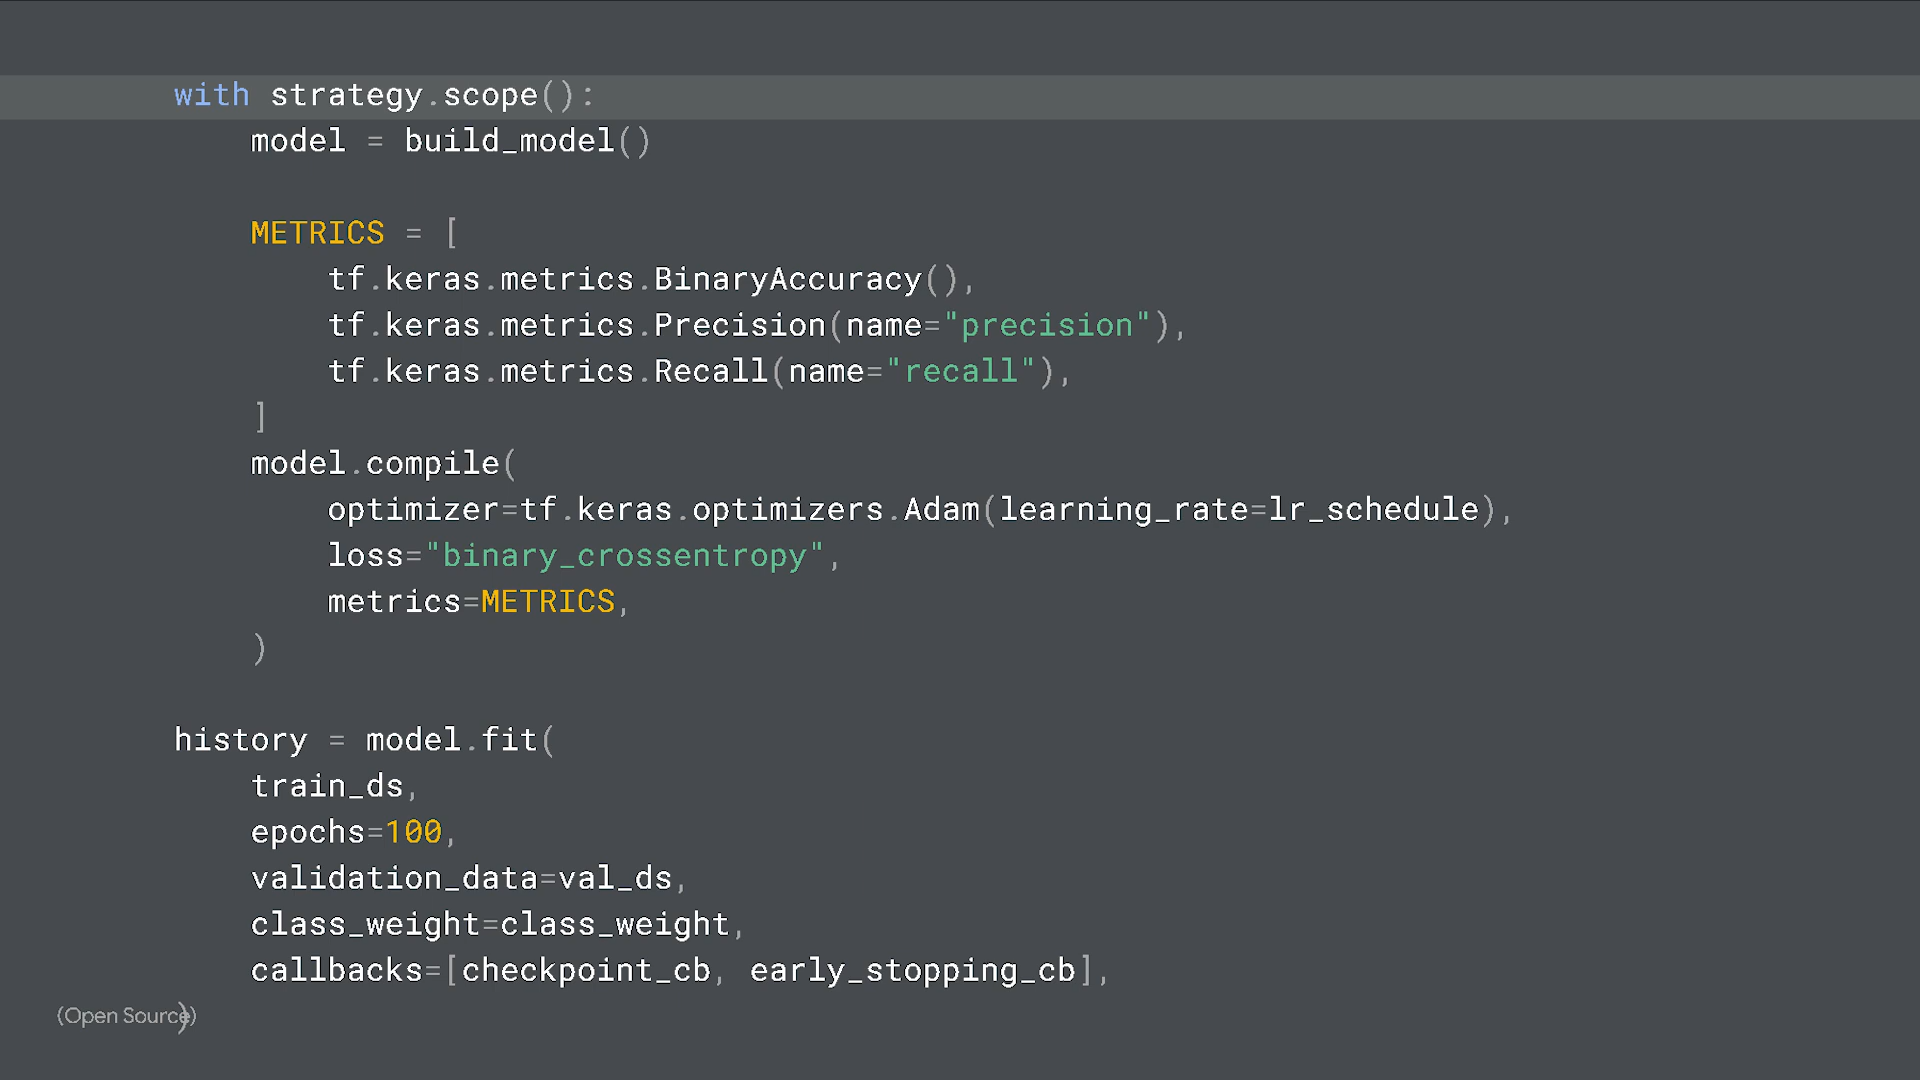 with strategy.scope():
    model = build_model()

    METRICS = [
        tf.keras.metrics.BinaryAccuracy(),
        tf.keras.metrics.Precision(name="precision"),
        tf.keras.metrics.Recall(name="recall"),
    ]
    model.compile(
        optimizer=tf.keras.optimizers.Adam(learning_rate=lr_schedule),
        loss="binary_crossentropy",
        metrics=METRICS,
    )

history = model.fit(
    train_ds,
    epochs=100,
    validation_data=val_ds,
    class_weight=class_weight,
    callbacks=[checkpoint_cb, early_stopping_cb],
)
(Open Source)